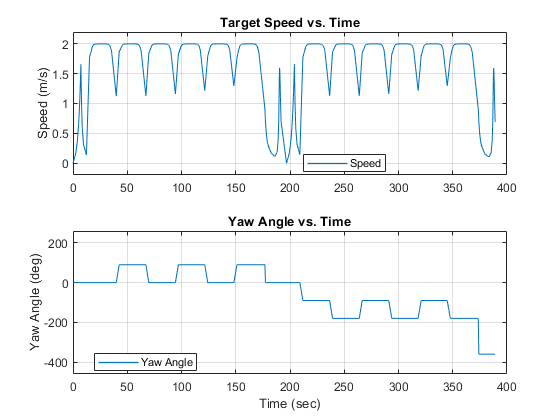 Target Speed vs. Time
Speed (m/s)
2
1.5
1
0.5
0
Speed
0 50 100 150 200 250 300 350 400
Yaw Angle vs. Time
Yaw Angle (deg)
200
0
-200
-400
Yaw Angle
0 50 100 150 200 250 300 350 400
Time (sec)